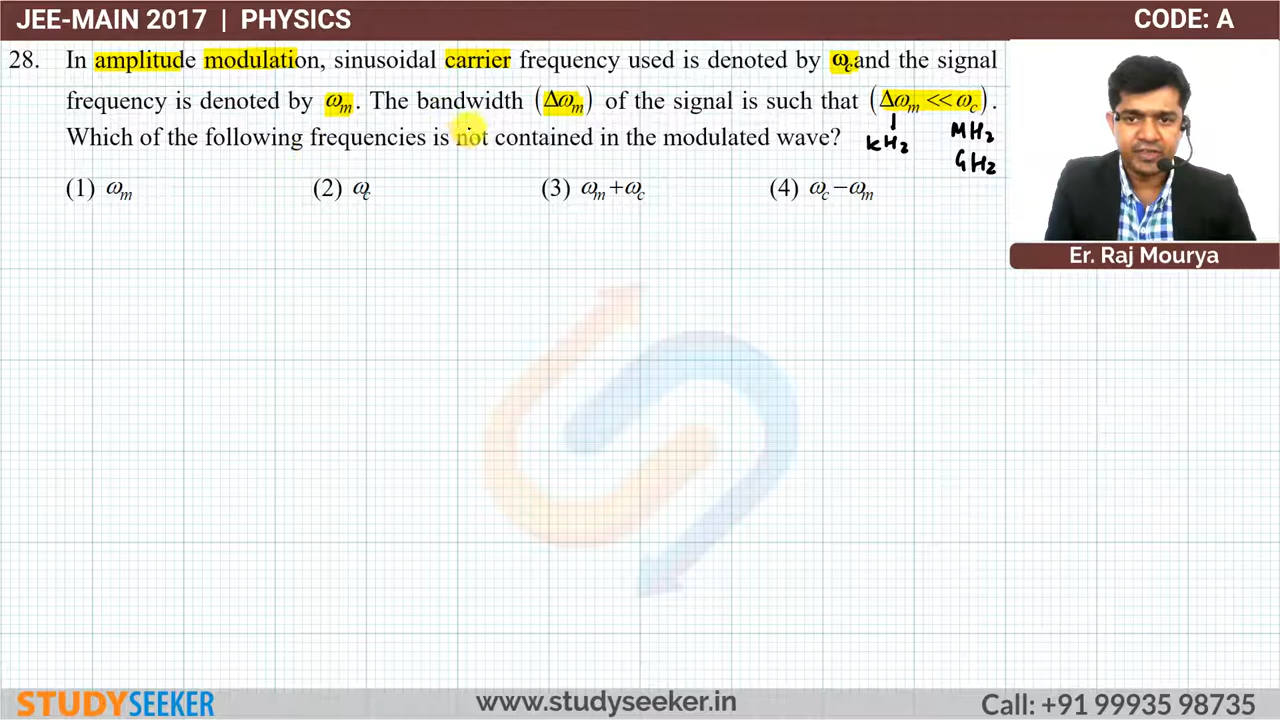 JEE-MAIN 2017 | PHYSICS
CODE: A
28. In amplitude modulation, sinusoidal carrier frequency used is denoted by ωc and the signal
frequency is denoted by ωm. The bandwidth (Δωm) of the signal is such that (Δωm << ωc).
Which of the following frequencies is not contained in the modulated wave?
kHz
MHz
GHz
(1) ωm (2) ωc (3) ωm+ωc (4) ωc−ωm
Er. Raj Mourya
STUDYSEEKER
www.studyseeker.in
Call: +91 99935 98735